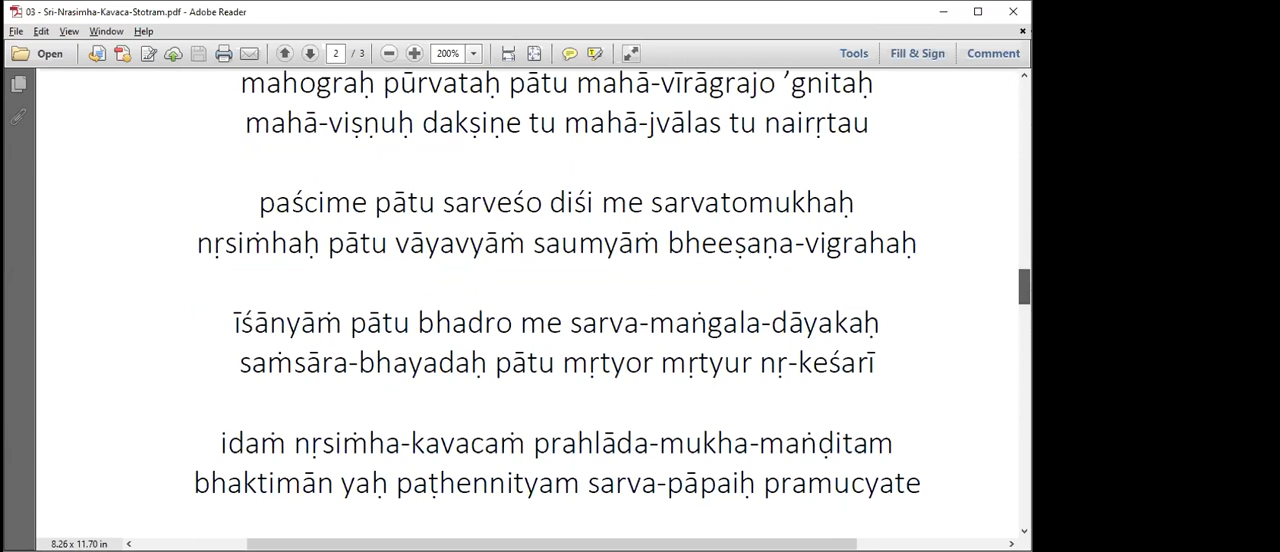 03 - Sri-Nrasimha-Kavaca-Stotram.pdf - Adobe Reader
File Edit View Window Help
Open 2 / 3 200% Tools Fill & Sign Comment
mahograḥ pūrvataḥ pātu mahā-vīrāgrajo ’gnitaḥ
mahā-viṣṇuḥ dakṣiṇe tu mahā-jvālas tu nairṛtau
paścime pātu sarveśo diśi me sarvatomukhaḥ
nṛsiṁhaḥ pātu vāyavyāṁ saumyāṁ bheeṣaṇa-vigrahaḥ
īśānyāṁ pātu bhadro me sarva-maṅgala-dāyakaḥ
saṁsāra-bhayadaḥ pātu mṛtyor mṛtyur nṛ-keśarī
idaṁ nṛsiṁha-kavacaṁ prahlāda-mukha-maṅḍitam
bhaktimān yaḥ paṭhennityam sarva-pāpaiḥ pramucyate
8.26 x 11.70 in